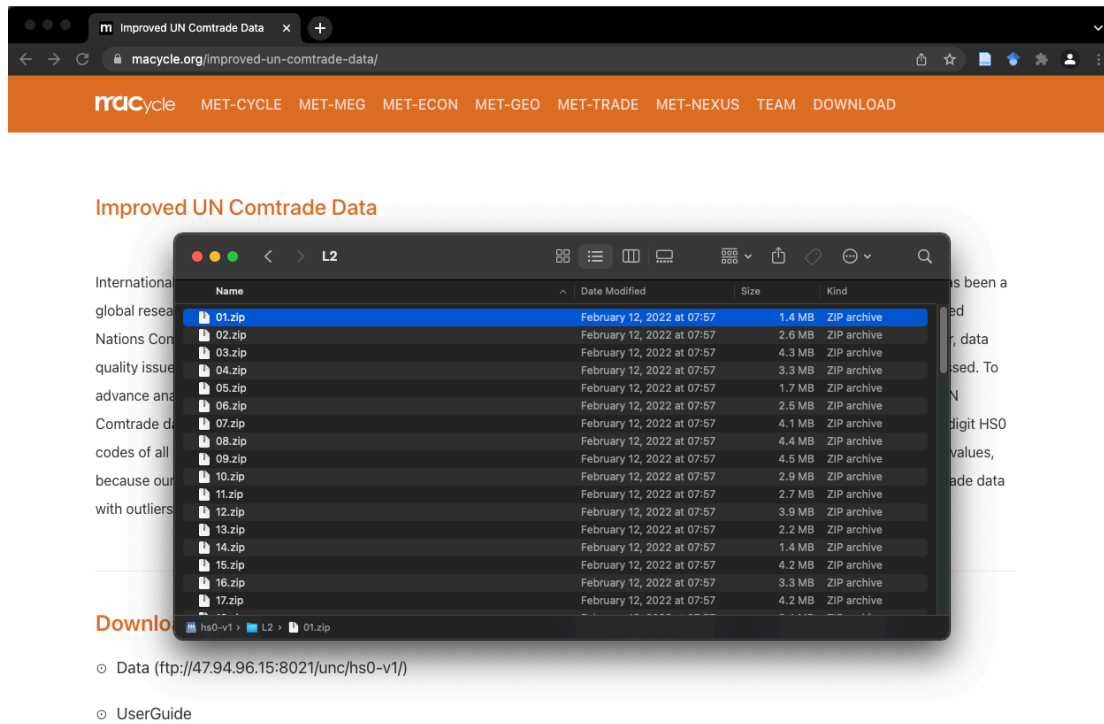 Improved UN Comtrade Data
macycle.org/improved-un-comtrade-data/
macycle MET-CYCLE MET-MEG MET-ECON MET-GEO MET-TRADE MET-NEXUS TEAM DOWNLOAD
Improved UN Comtrade Data
L2
Name Date Modified Size Kind
01.zip February 12, 2022 at 07:57 1.4 MB ZIP archive
02.zip February 12, 2022 at 07:57 2.6 MB ZIP archive
03.zip February 12, 2022 at 07:57 4.3 MB ZIP archive
04.zip February 12, 2022 at 07:57 3.3 MB ZIP archive
05.zip February 12, 2022 at 07:57 1.7 MB ZIP archive
06.zip February 12, 2022 at 07:57 2.5 MB ZIP archive
07.zip February 12, 2022 at 07:57 4.1 MB ZIP archive
08.zip February 12, 2022 at 07:57 4.4 MB ZIP archive
09.zip February 12, 2022 at 07:57 4.5 MB ZIP archive
10.zip February 12, 2022 at 07:57 2.9 MB ZIP archive
11.zip February 12, 2022 at 07:57 2.7 MB ZIP archive
12.zip February 12, 2022 at 07:57 3.9 MB ZIP archive
13.zip February 12, 2022 at 07:57 2.2 MB ZIP archive
14.zip February 12, 2022 at 07:57 1.4 MB ZIP archive
15.zip February 12, 2022 at 07:57 4.2 MB ZIP archive
16.zip February 12, 2022 at 07:57 3.3 MB ZIP archive
17.zip February 12, 2022 at 07:57 4.2 MB ZIP archive
hs0-v1 › L2 › 01.zip
as been a
global resea
Nations Con r, data
quality issue sed. To
advance ana
Comtrade da digit HS0
codes of all values,
because our ade data
with outliers
Downlo
Data (ftp://47.94.96.15:8021/unc/hs0-v1/)
UserGuide